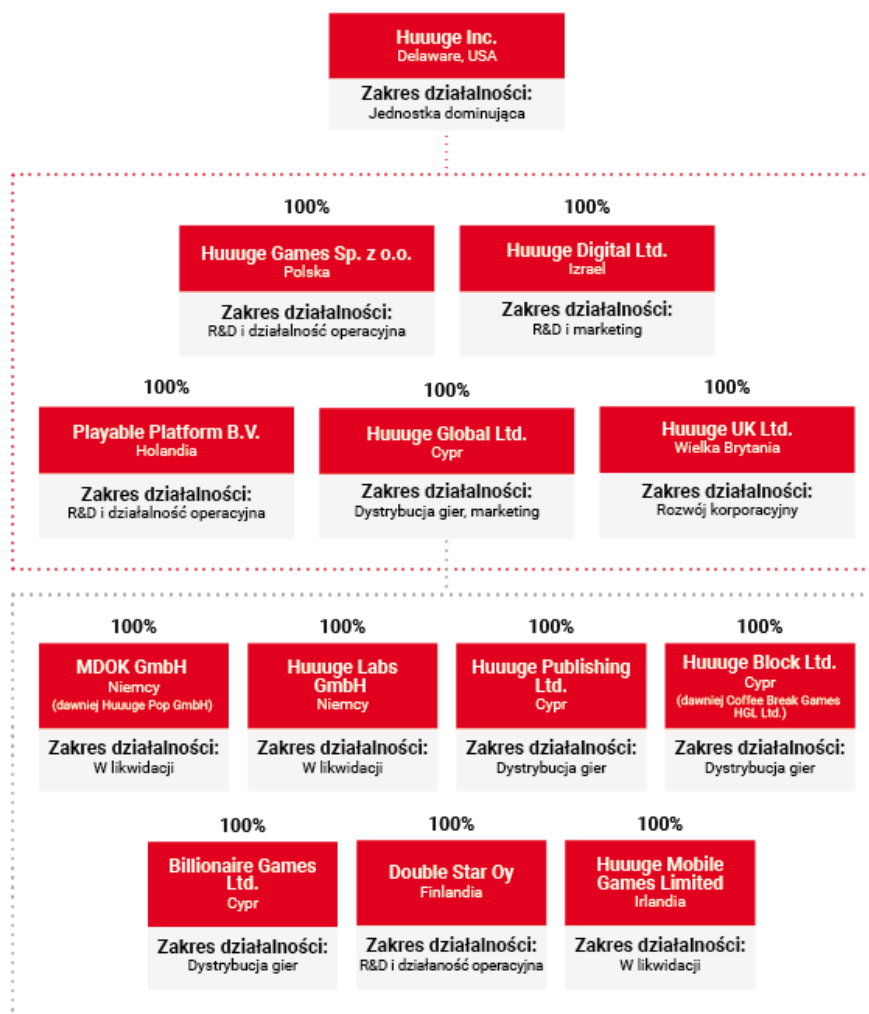 Huuuge Inc.
Delaware, USA
Zakres działalności:
Jednostka dominująca
100%
Huuuge Games Sp. z o.o.
Polska
Zakres działalności:
R&D i działalność operacyjna
100%
Huuuge Digital Ltd.
Izrael
Zakres działalności:
R&D i marketing
100%
Playable Platform B.V.
Holandia
Zakres działalności:
R&D i działalność operacyjna
100%
Huuuge Global Ltd.
Cypr
Zakres działalności:
Dystrybucja gier, marketing
100%
Huuuge UK Ltd.
Wielka Brytania
Zakres działalności:
Rozwój korporacyjny
100%
MDOK GmbH
Niemcy
(dawniej Huuuge Pop GmbH)
Zakres działalności:
W likwidacji
100%
Huuuge Labs
GmbH
Niemcy
Zakres działalności:
W likwidacji
100%
Huuuge Publishing
Ltd.
Cypr
Zakres działalności:
Dystrybucja gier
100%
Huuuge Block Ltd.
Cypr
(dawniej Coffee Break Games
HGL Ltd.)
Zakres działalności:
Dystrybucja gier
100%
Billionaire Games
Ltd.
Cypr
Zakres działalności:
Dystrybucja gier
100%
Double Star Oy
Finlandia
Zakres działalności:
R&D i działaność operacyjna
100%
Huuuge Mobile
Games Limited
Irlandia
Zakres działalności:
W likwidacji